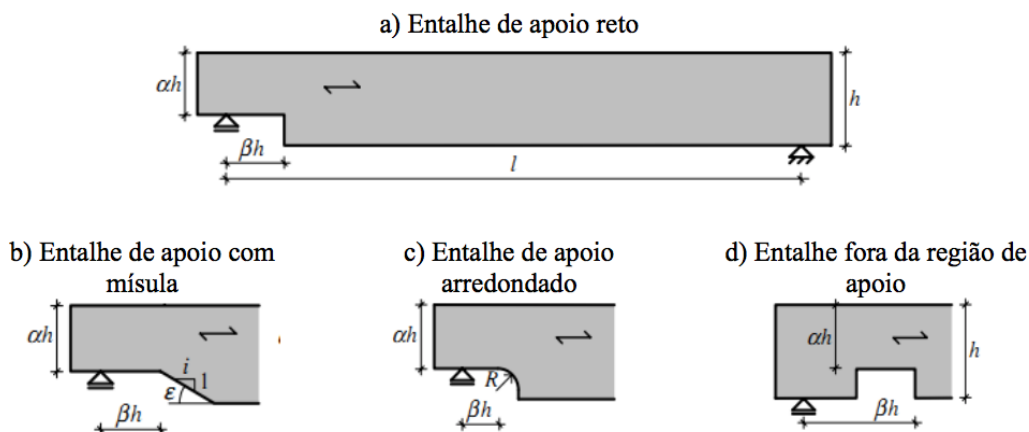 a) Entalhe de apoio reto
αh
h
βh
l
b) Entalhe de apoio com
mísula
αh
i
1
ε
βh
c) Entalhe de apoio
arredondado
αh
R
βh
d) Entalhe fora da região de
apoio
αh
h
βh